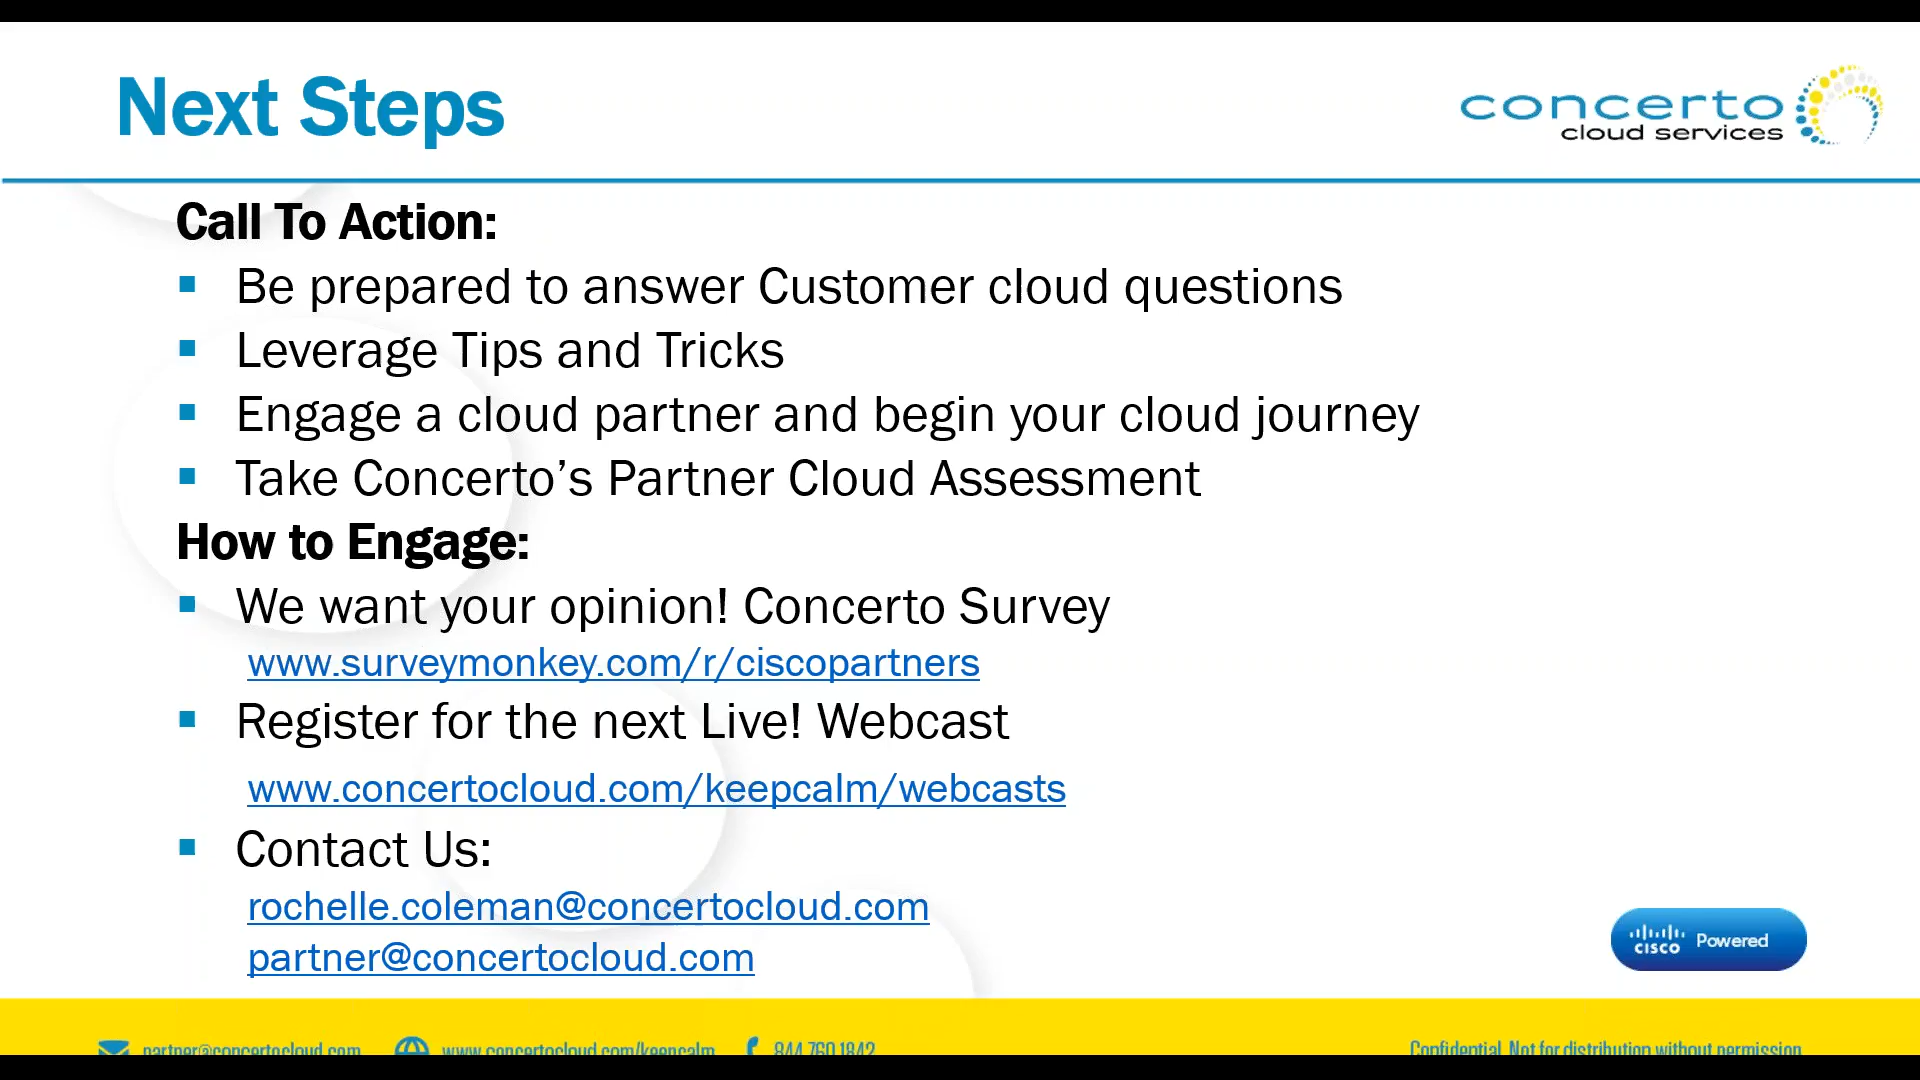 Next Steps
concerto
cloud services
Call To Action:
Be prepared to answer Customer cloud questions
Leverage Tips and Tricks
Engage a cloud partner and begin your cloud journey
Take Concerto’s Partner Cloud Assessment
How to Engage:
We want your opinion! Concerto Survey
www.surveymonkey.com/r/ciscopartners
Register for the next Live! Webcast
www.concertocloud.com/keepcalm/webcasts
Contact Us:
rochelle.coleman@concertocloud.com
partner@concertocloud.com
CISCO Powered
partner@concertocloud.com www.concertocloud.com/keepcalm 844.760.1842 Confidential. Not for distribution without permission